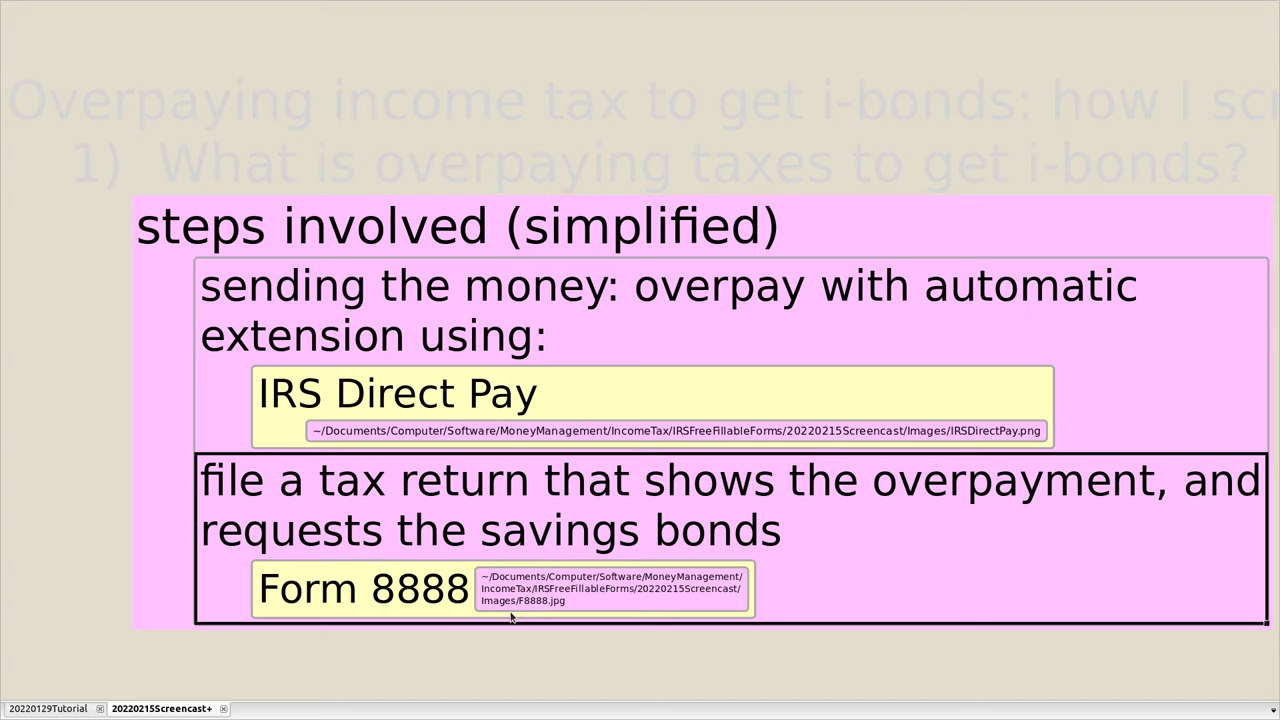 Overpaying income tax to get i-bonds: how I scr
1) What is overpaying taxes to get i-bonds?
steps involved (simplified)
sending the money: overpay with automatic
extension using:
IRS Direct Pay
~/Documents/Computer/Software/MoneyManagement/IncomeTax/IRSFreeFillableForms/20220215Screencast/Images/IRSDirectPay.png
file a tax return that shows the overpayment, and
requests the savings bonds
Form 8888
~/Documents/Computer/Software/MoneyManagement/
IncomeTax/IRSFreeFillableForms/20220215Screencast/
Images/F8888.jpg
20220129Tutorial
20220215Screencast+